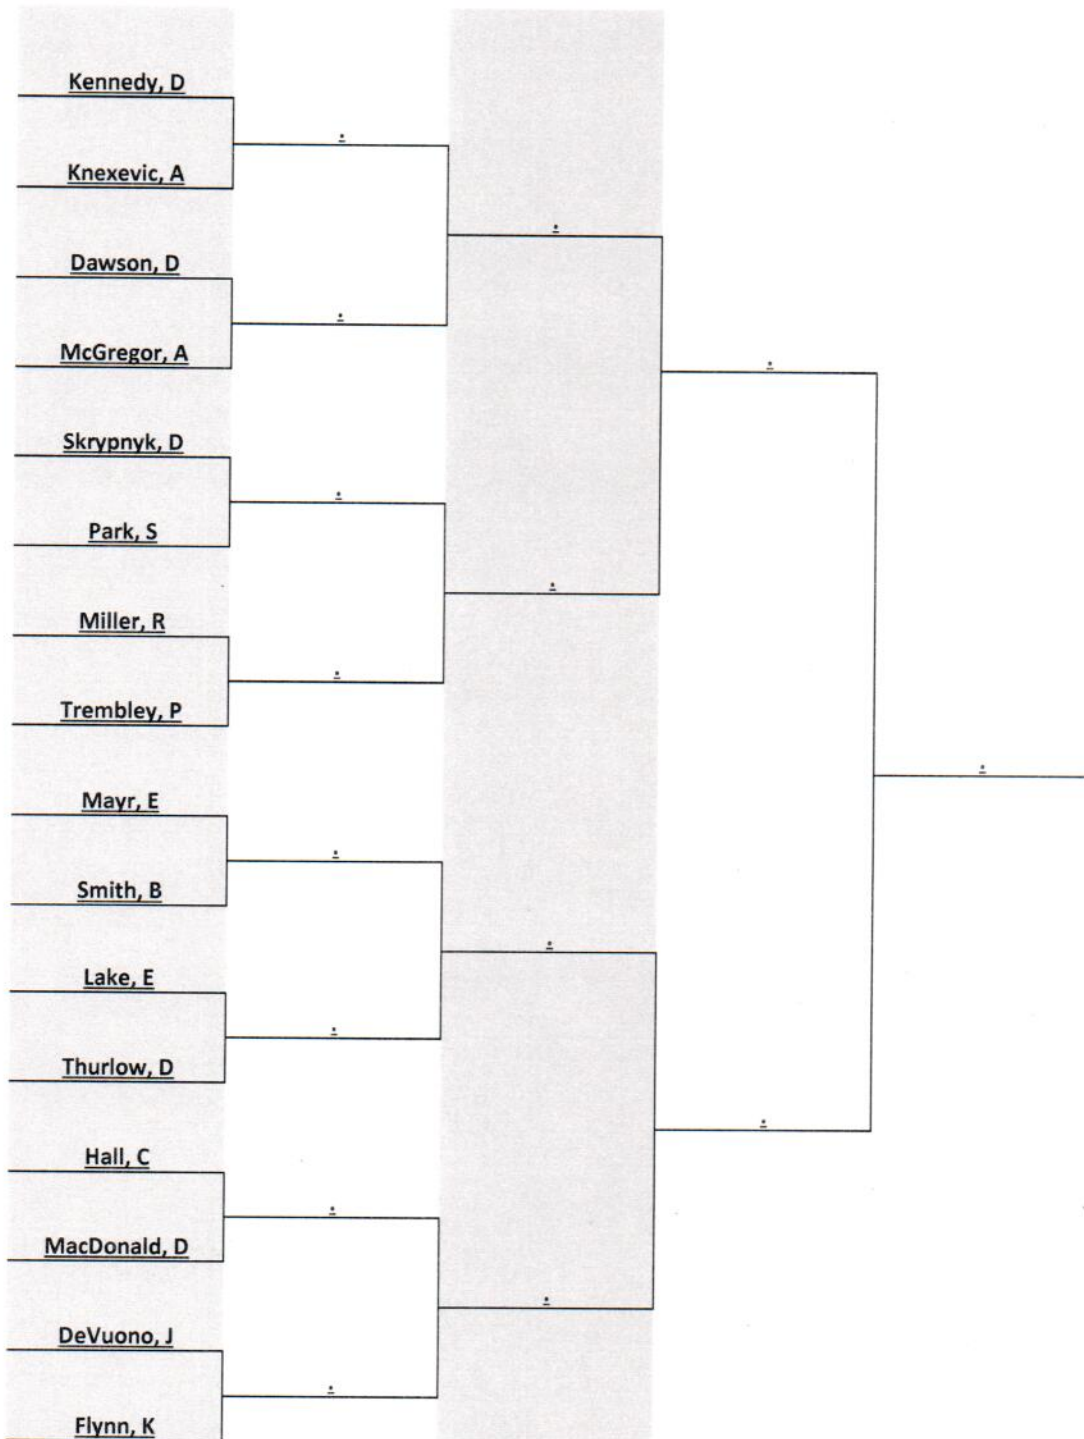 Kennedy, D
Knexevic, A
Dawson, D
McGregor, A
Skrypnyk, D
Park, S
Miller, R
Trembley, P
Mayr, E
Smith, B
Lake, E
Thurlow, D
Hall, C
MacDonald, D
DeVuono, J
Flynn, K